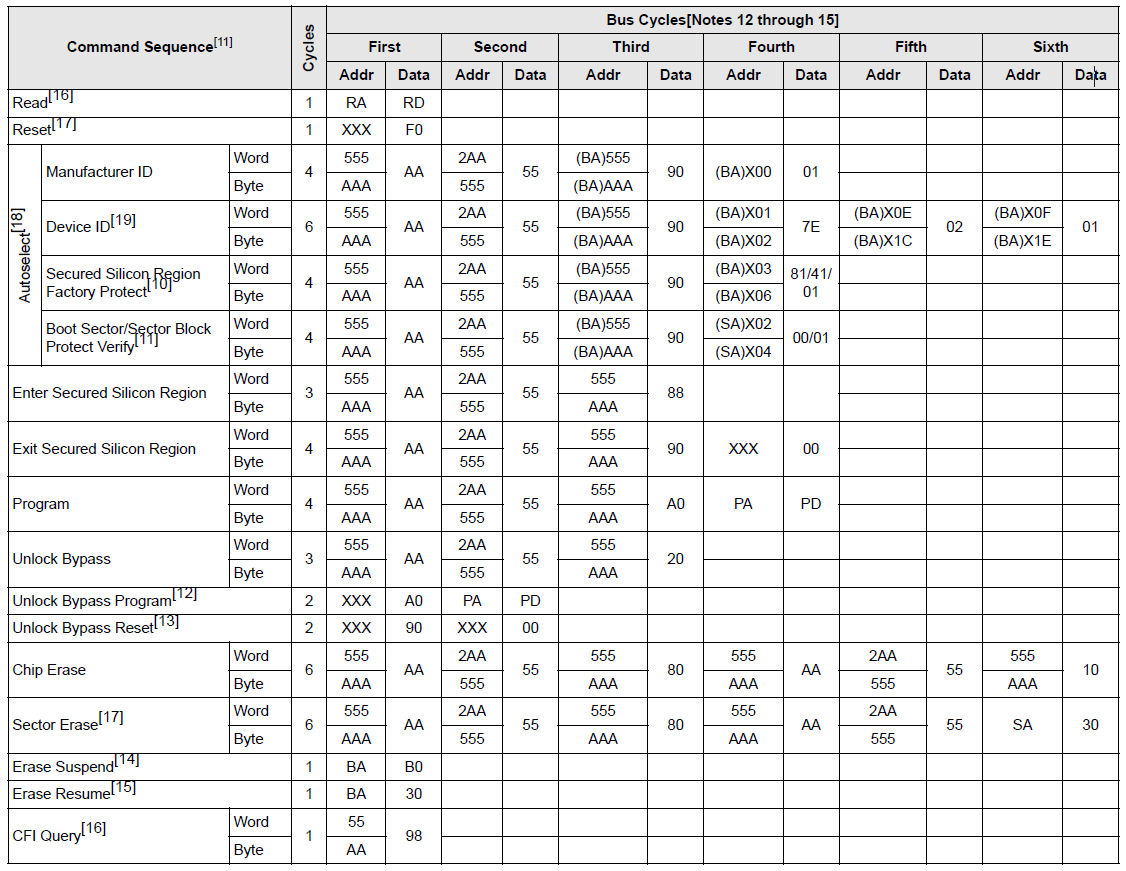 Command Sequence[11] Cycles Bus Cycles[Notes 12 through 15]
First Second Third Fourth Fifth Sixth
Addr Data Addr Data Addr Data Addr Data Addr Data Addr Data
Read[16] 1 RA RD
Reset[17] 1 XXX F0
Autoselect[18]
Manufacturer ID Word 4 555 AA 2AA 55 (BA)555 90 (BA)X00 01
Byte AAA 555 (BA)AAA
Device ID[19] Word 6 555 AA 2AA 55 (BA)555 90 (BA)X01 7E (BA)X0E 02 (BA)X0F 01
Byte AAA 555 (BA)AAA (BA)X02 (BA)X1C (BA)X1E
Secured Silicon Region Factory Protect[10] Word 4 555 AA 2AA 55 (BA)555 90 (BA)X03 81/41/01
Byte AAA 555 (BA)AAA (BA)X06
Boot Sector/Sector Block Protect Verify[11] Word 4 555 AA 2AA 55 (BA)555 90 (SA)X02 00/01
Byte AAA 555 (BA)AAA (SA)X04
Enter Secured Silicon Region Word 3 555 AA 2AA 55 555 88
Byte AAA 555 AAA
Exit Secured Silicon Region Word 4 555 AA 2AA 55 555 90 XXX 00
Byte AAA 555 AAA
Program Word 4 555 AA 2AA 55 555 A0 PA PD
Byte AAA 555 AAA
Unlock Bypass Word 3 555 AA 2AA 55 555 20
Byte AAA 555 AAA
Unlock Bypass Program[12] 2 XXX A0 PA PD
Unlock Bypass Reset[13] 2 XXX 90 XXX 00
Chip Erase Word 6 555 AA 2AA 55 555 80 555 AA 2AA 55 555 10
Byte AAA 555 AAA AAA 555 AAA
Sector Erase[17] Word 6 555 AA 2AA 55 555 80 555 AA 2AA 55 SA 30
Byte AAA 555 AAA AAA 555
Erase Suspend[14] 1 BA B0
Erase Resume[15] 1 BA 30
CFI Query[16] Word 1 55 98
Byte AA